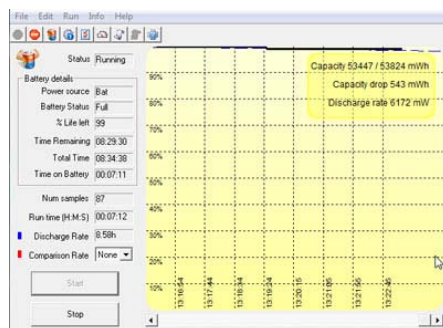 File Edit Run Info Help
Status Running
Battery details
Power source Bat
Battery Status Full
% Life left 99
Time Remaining 08:29:30
Total Time 08:34:38
Time on Battery 00:07:11
Num samples 87
Run time (H:M:S) 00:07:12
Discharge Rate 8.58h
Comparison Rate None
Start
Stop
Capacity 53447 / 53824 mWh
Capacity drop 543 mWh
Discharge rate 6172 mW
90%
80%
70%
60%
50%
40%
30%
20%
10%
13:16:54
13:17:44
13:18:34
13:19:24
13:20:15
13:21:05
13:21:55
13:22:45